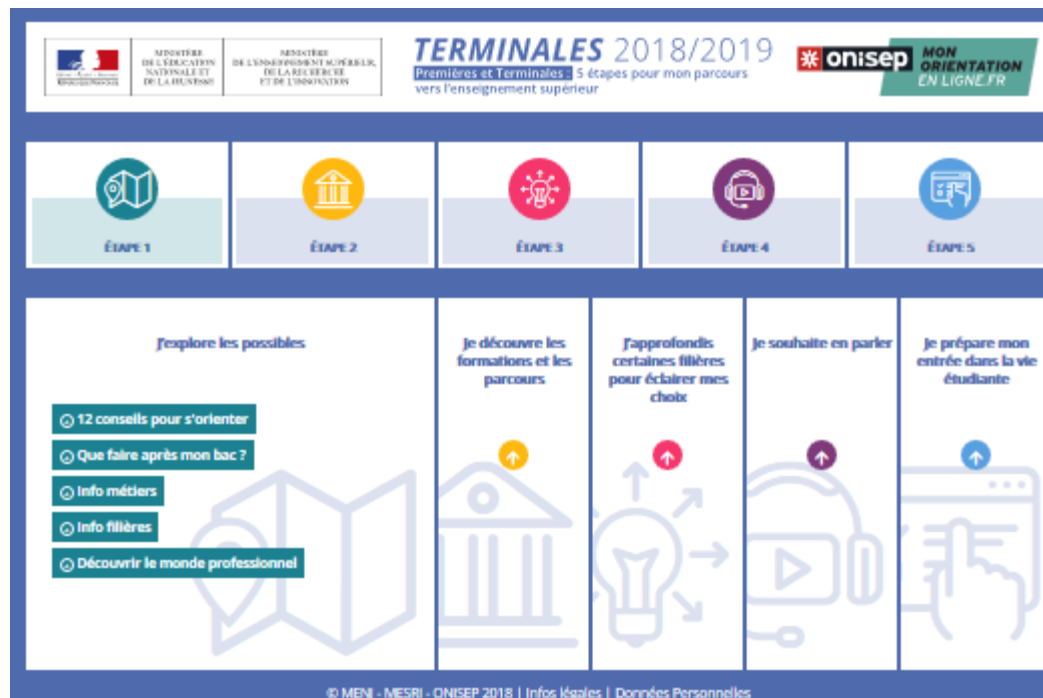 MINISTÈRE
DE L'ÉDUCATION
NATIONALE ET
DE LA JEUNESSE
MINISTÈRE
DE L'ENSEIGNEMENT SUPÉRIEUR,
DE LA RECHERCHE
ET DE L'INNOVATION
TERMINALES 2018/2019
Premières et Terminales : 5 étapes pour mon parcours
vers l'enseignement supérieur
onisep
MON
ORIENTATION
EN LIGNE.FR
ÉTAPE 1
ÉTAPE 2
ÉTAPE 3
ÉTAPE 4
ÉTAPE 5
J'explore les possibles
12 conseils pour s'orienter
Que faire après mon bac ?
Info métiers
Info filières
Découvrir le monde professionnel
Je découvre les
formations et les
parcours
J'approfondis
certaines filières
pour éclairer mes
choix
Je souhaite en parler
Je prépare mon
entrée dans la vie
étudiante
© MENJ - MESRI - ONISEP 2018 | Infos légales | Données Personnelles